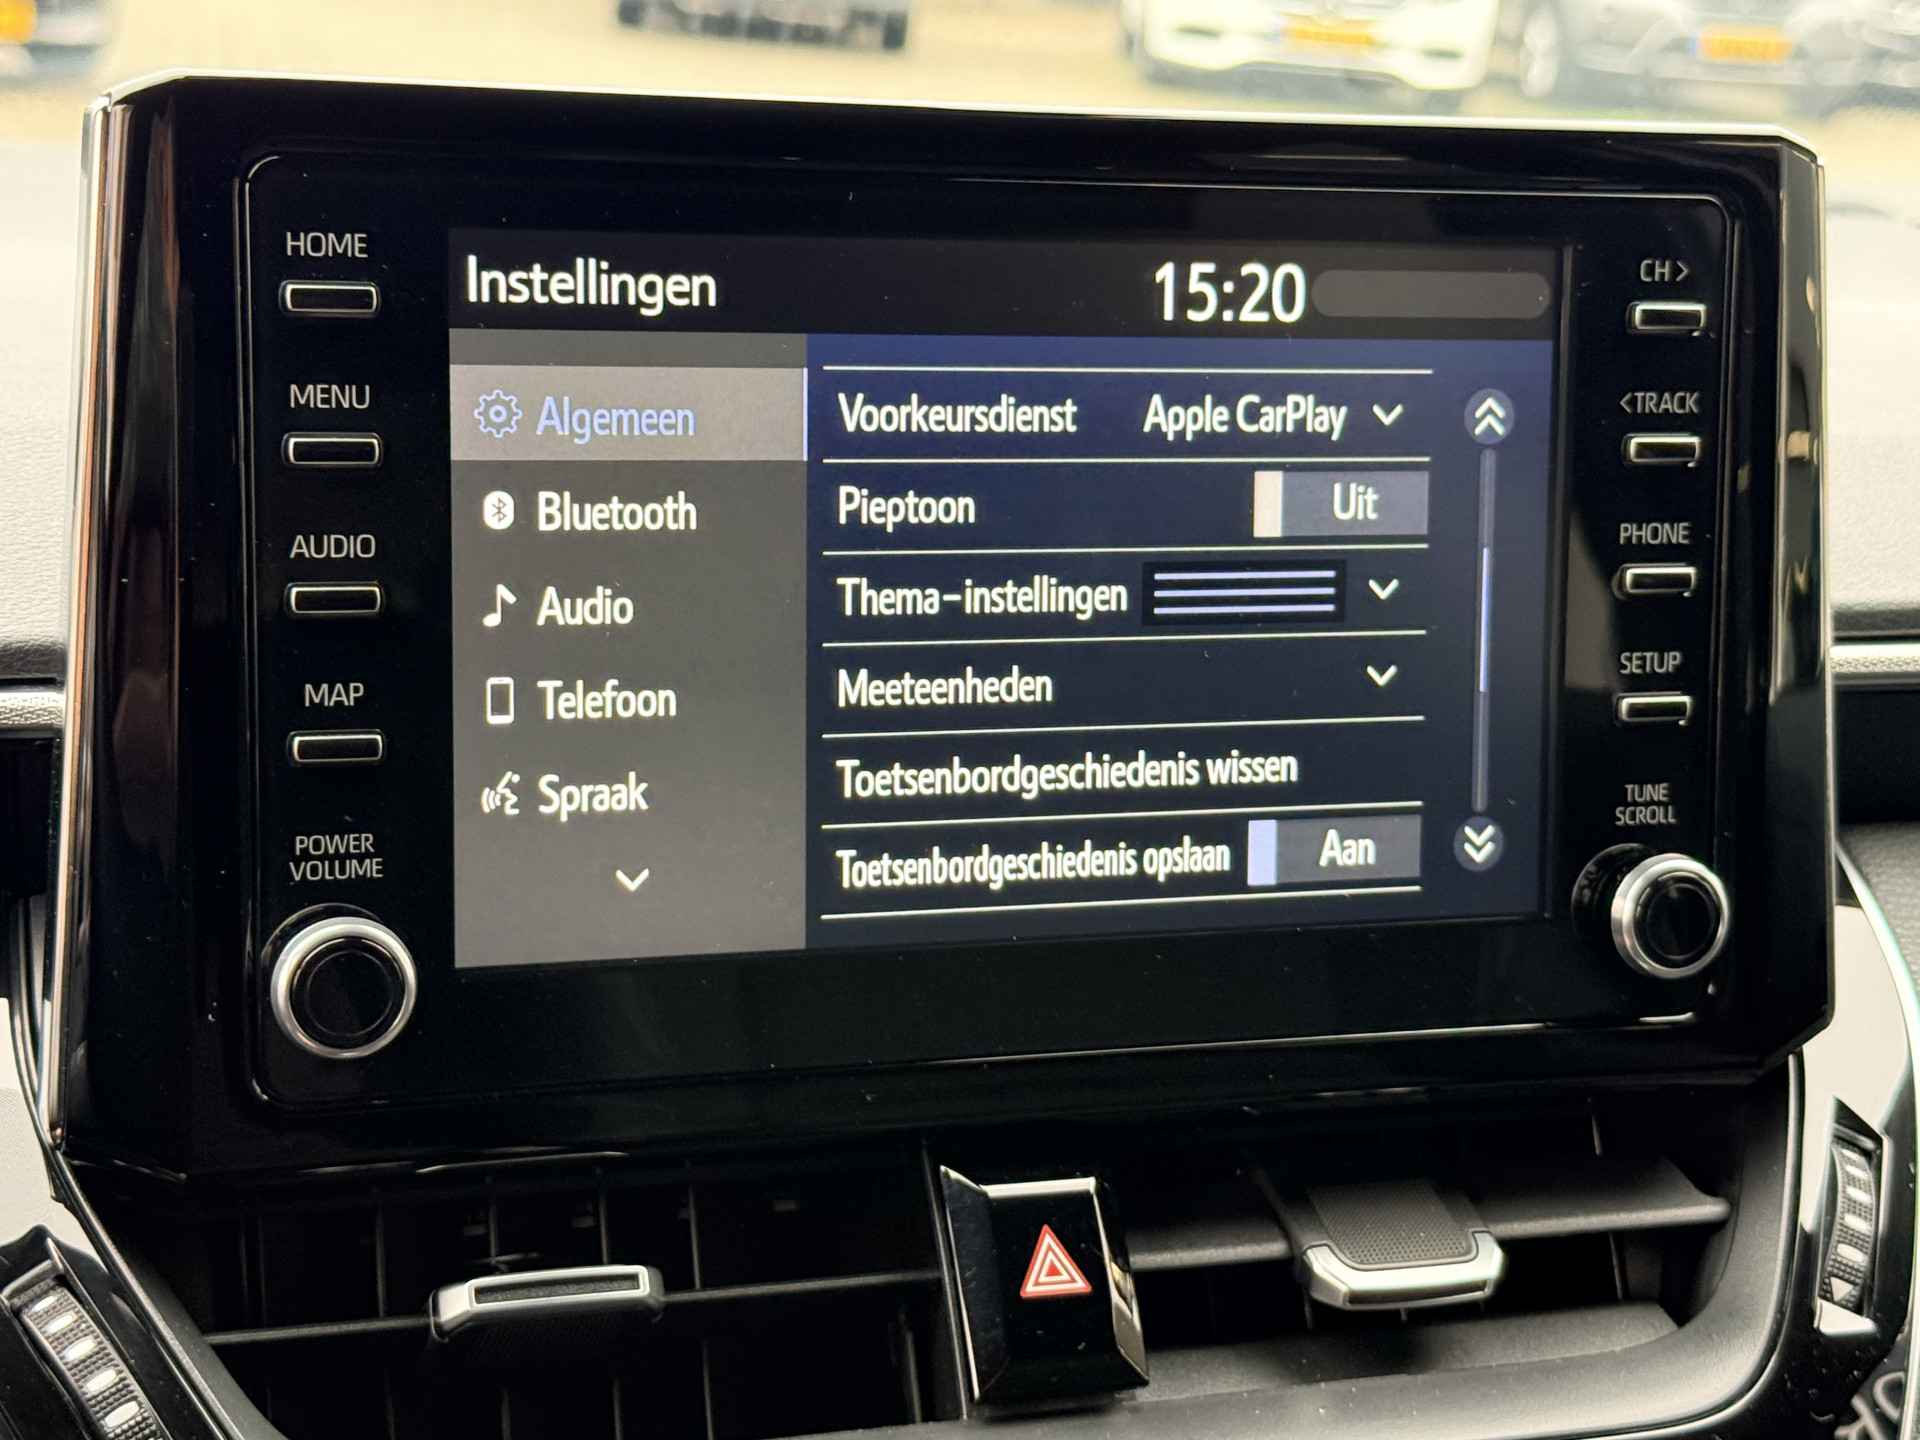 HOME
MENU
AUDIO
MAP
POWER
VOLUME
Instellingen
15:20
Algemeen
Bluetooth
Audio
Telefoon
Spraak
Voorkeursdienst Apple CarPlay
Pieptoon Uit
Thema-instellingen
Meeteenheden
Toetsenbordgeschiedenis wissen
Toetsenbordgeschiedenis opslaan Aan
CH >
<TRACK
PHONE
SETUP
TUNE
SCROLL